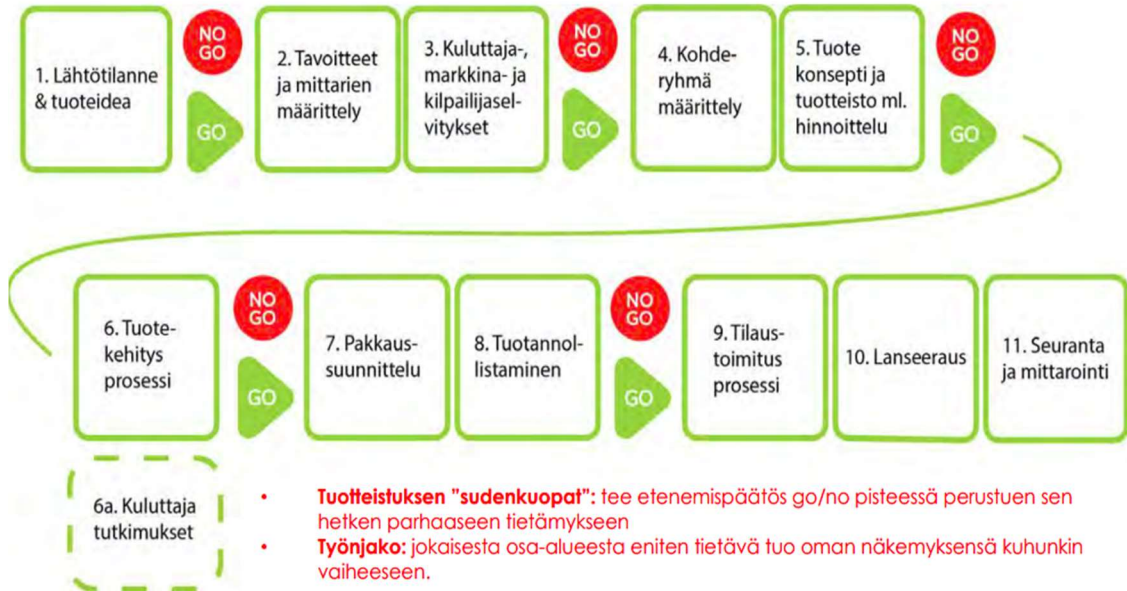 1. Lähtötilanne
& tuoteidea
NO
GO
GO
2. Tavoitteet
ja mittarien
määrittely
3. Kuluttaja-,
markkina- ja
kilpailijasel-
vitykset
NO
GO
GO
4. Kohde-
ryhmä
määrittely
5. Tuote
konsepti ja
tuotteisto ml.
hinnoittelu
NO
GO
GO
6. Tuote-
kehitys
prosessi
NO
GO
GO
7. Pakkaus-
suunnittelu
8. Tuotannol-
listaminen
NO
GO
GO
9. Tilaus-
toimitus
prosessi
10. Lanseeraus
11. Seuranta
ja mittarointi
6a. Kuluttaja
tutkimukset
• Tuotteistuksen "sudenkuopat": tee etenemispäätös go/no pisteessä perustuen sen
hetken parhaaseen tietämykseen
• Työnjako: jokaisesta osa-alueesta eniten tietävä tuo oman näkemyksensä kuhunkin
vaiheeseen.